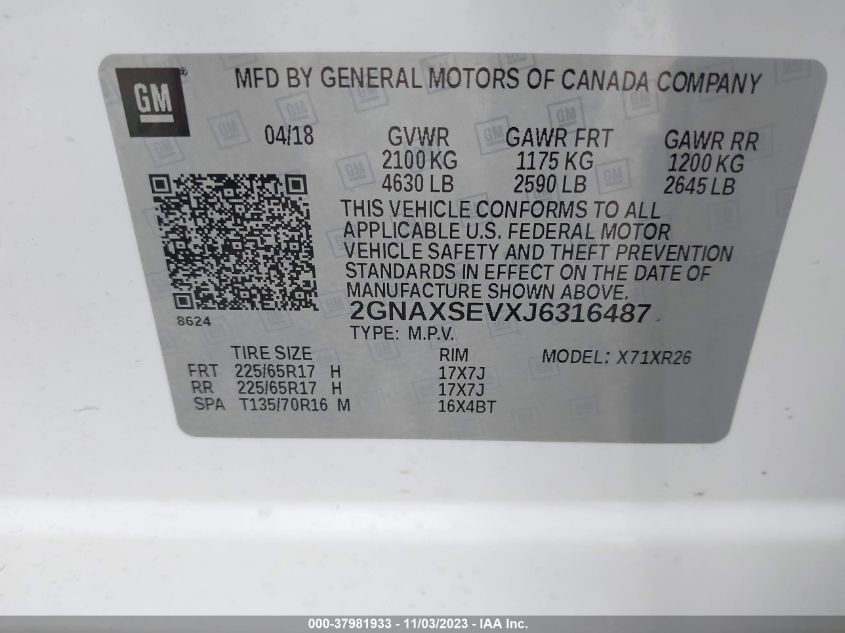 GM ®
MFD BY GENERAL MOTORS OF CANADA COMPANY
04/18 GVWR GAWR FRT GAWR RR
2100 KG 1175 KG 1200 KG
4630 LB 2590 LB 2645 LB
THIS VEHICLE CONFORMS TO ALL
APPLICABLE U.S. FEDERAL MOTOR
VEHICLE SAFETY AND THEFT PREVENTION
STANDARDS IN EFFECT ON THE DATE OF
MANUFACTURE SHOWN ABOVE.
8624
2GNAXSEVXJ6316487
TYPE: M.P.V.
TIRE SIZE RIM MODEL: X71XR26
FRT 225/65R17 H 17X7J
RR 225/65R17 H 17X7J
SPA T135/70R16 M 16X4BT
000-37981933 - 11/03/2023 - IAAI Inc.